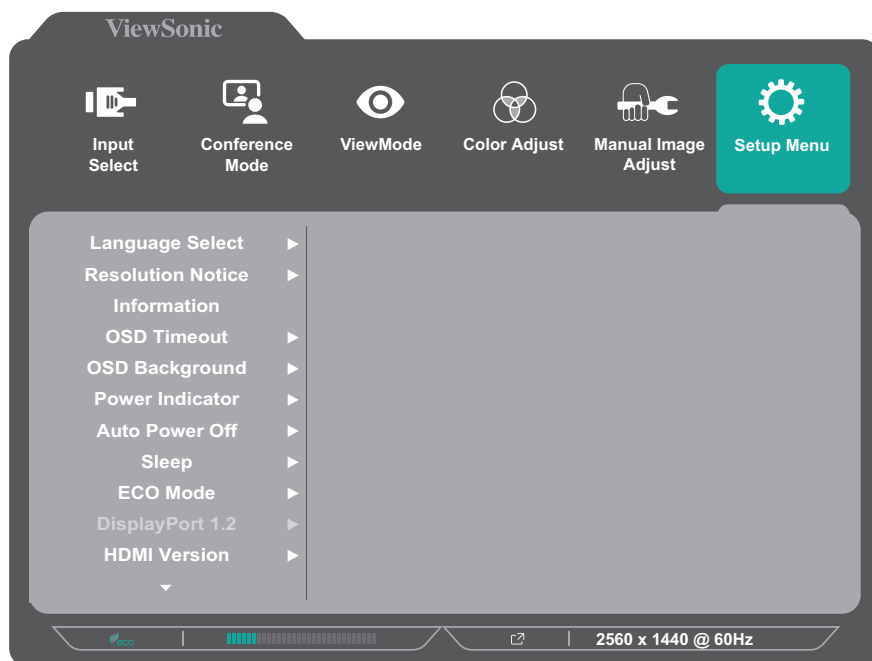 ViewSonic
Input
Select
Conference
Mode
ViewMode
Color Adjust
Manual Image
Adjust
Setup Menu
Language Select
Resolution Notice
Information
OSD Timeout
OSD Background
Power Indicator
Auto Power Off
Sleep
ECO Mode
DisplayPort 1.2
HDMI Version
eco
2560 x 1440 @ 60Hz